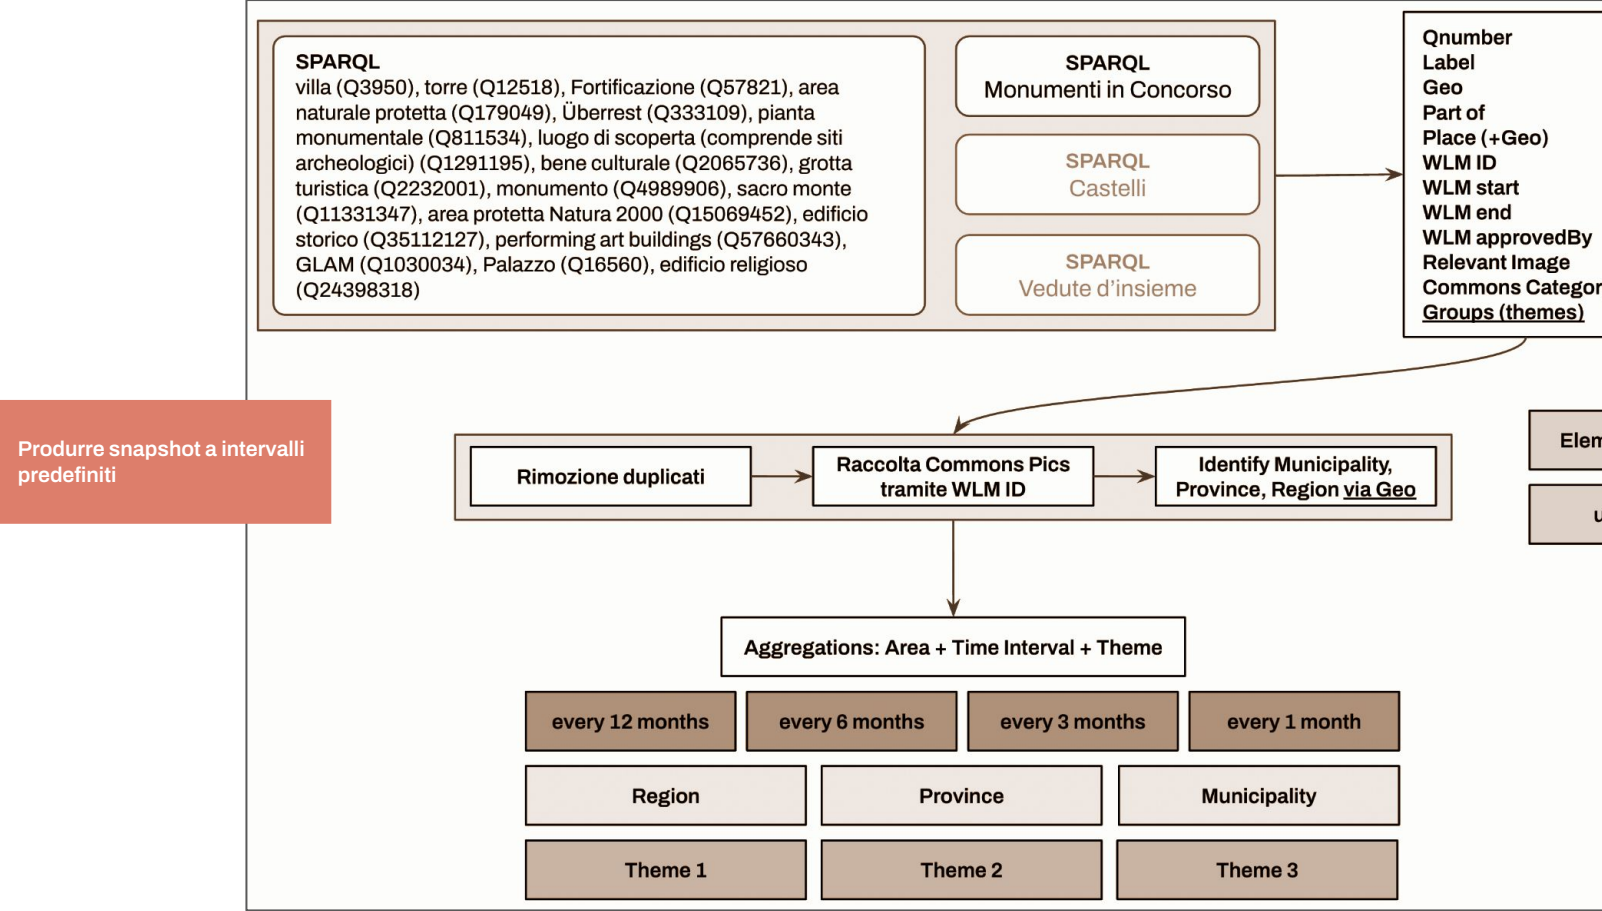 SPARQL
villa (Q3950), torre (Q12518), Fortificazione (Q57821), area
naturale protetta (Q179049), Überrest (Q333109), pianta
monumentale (Q811534), luogo di scoperta (comprende siti
archeologici) (Q1291195), bene culturale (Q2065736), grotta
turistica (Q2232001), monumento (Q4989906), sacro monte
(Q11331347), area protetta Natura 2000 (Q15069452), edificio
storico (Q35112127), performing art buildings (Q57660343),
GLAM (Q1030034), Palazzo (Q16560), edificio religioso
(Q24398318)
SPARQL
Monumenti in Concorso
SPARQL
Castelli
SPARQL
Vedute d’insieme
Qnumber
Label
Geo
Part of
Place (+Geo)
WLM ID
WLM start
WLM end
WLM approvedBy
Relevant Image
Commons Categor
Groups (themes)
Produrre snapshot a intervalli
predefiniti
Rimozione duplicati
Raccolta Commons Pics
tramite WLM ID
Identify Municipality,
Province, Region via Geo
Elem
u
Aggregations: Area + Time Interval + Theme
every 12 months
every 6 months
every 3 months
every 1 month
Region
Province
Municipality
Theme 1
Theme 2
Theme 3